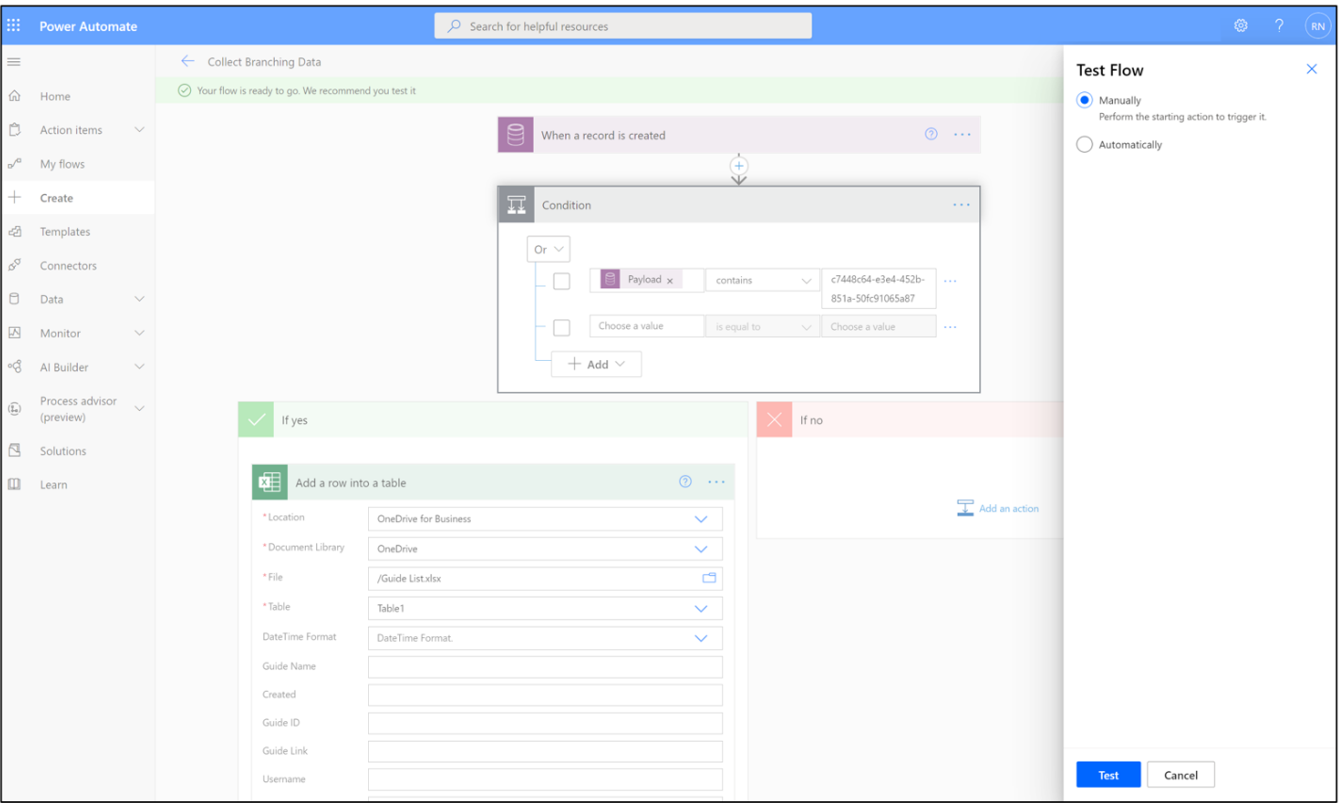 Power Automate
Search for helpful resources
?
RN
Home
Action items
My flows
Create
Templates
Connectors
Data
Monitor
AI Builder
Process advisor
(preview)
Solutions
Learn
Collect Branching Data
Your flow is ready to go. We recommend you test it
When a record is created
Condition
Or
Payload x
contains
c7448c64-e3e4-452b-
851a-50fc91065a87
Choose a value
is equal to
Choose a value
+ Add
If yes
Add a row into a table
* Location
OneDrive for Business
* Document Library
OneDrive
* File
/Guide List.xlsx
* Table
Table1
DateTime Format
DateTime Format.
Guide Name
Created
Guide ID
Guide Link
Username
If no
Add an action
Test Flow
Manually
Perform the starting action to trigger it.
Automatically
Test
Cancel